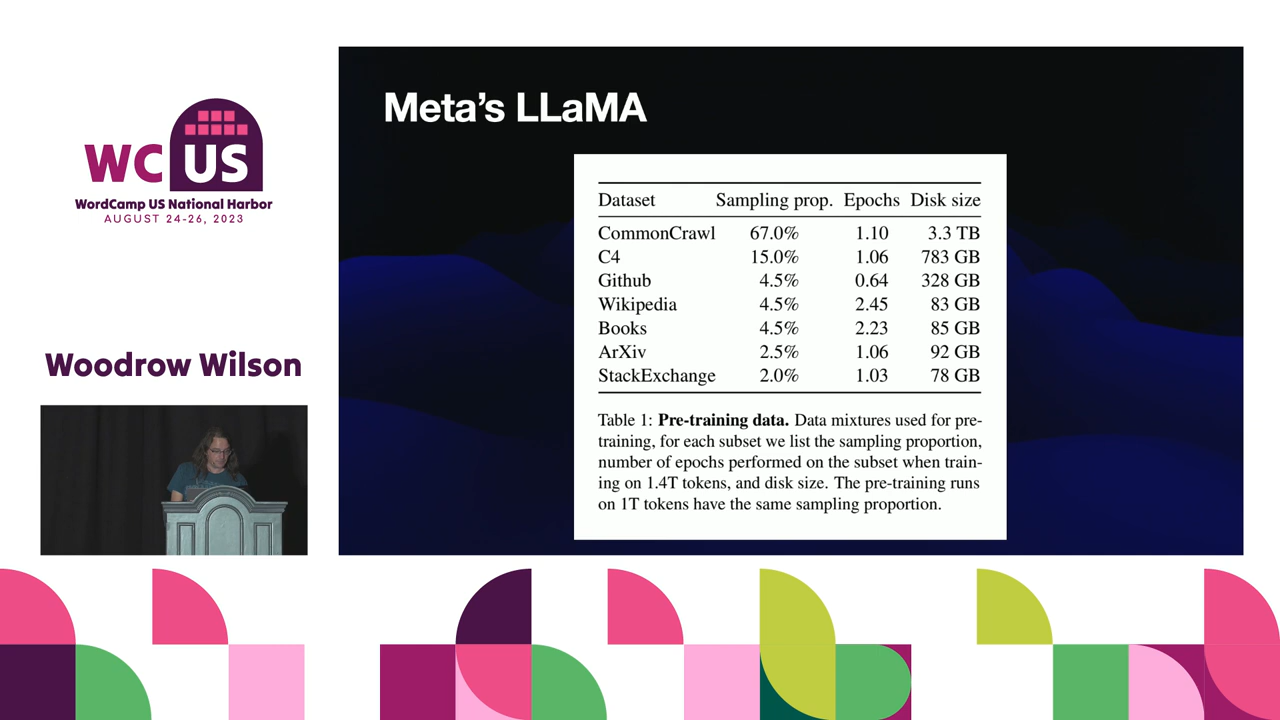 WC US
WordCamp US National Harbor
AUGUST 24-26, 2023
Woodrow Wilson
Meta’s LLaMA
Dataset Sampling prop. Epochs Disk size
CommonCrawl 67.0% 1.10 3.3 TB
C4 15.0% 1.06 783 GB
Github 4.5% 0.64 328 GB
Wikipedia 4.5% 2.45 83 GB
Books 4.5% 2.23 85 GB
ArXiv 2.5% 1.06 92 GB
StackExchange 2.0% 1.03 78 GB
Table 1: Pre-training data. Data mixtures used for pre-
training, for each subset we list the sampling proportion,
number of epochs performed on the subset when train-
ing on 1.4T tokens, and disk size. The pre-training runs
on 1T tokens have the same sampling proportion.